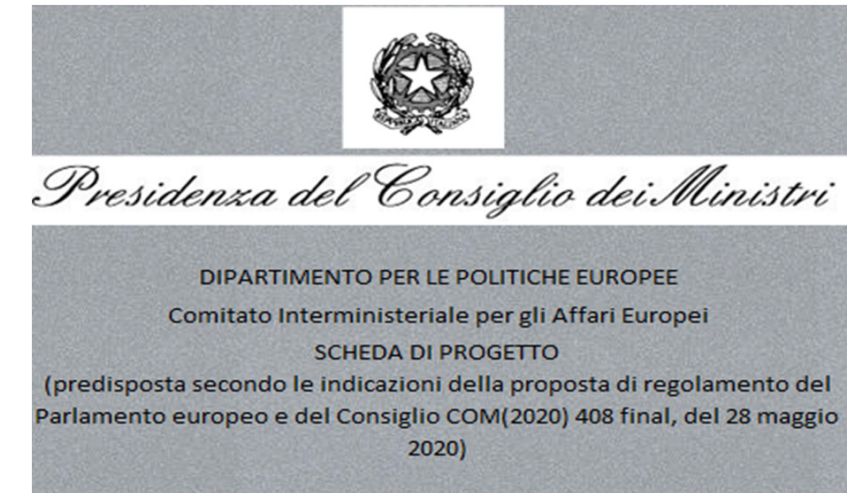 Presidenza del Consiglio dei Ministri
DIPARTIMENTO PER LE POLITICHE EUROPEE
Comitato Interministeriale per gli Affari Europei
SCHEDA DI PROGETTO
(predisposta secondo le indicazioni della proposta di regolamento del
Parlamento europeo e del Consiglio COM(2020) 408 final, del 28 maggio
2020)